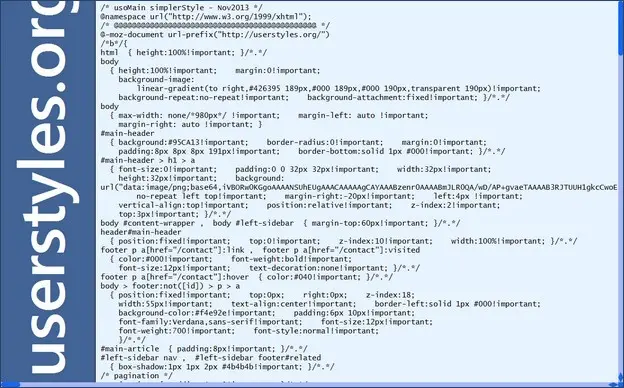 userstyles.org
/* usoMain simplerStyle - Nov2013 */
@namespace url("http://www.w3.org/1999/xhtml");
@-moz-document url-prefix("http://userstyles.org/")
/*b*/{
html { height:100%!important; }/*.*/
body
{ height:100%!important; margin:0!important;
background-image:
linear-gradient(to right,#426395 189px,#000 189px,#000 190px,transparent 190px)!important;
background-repeat:no-repeat!important; background-attachment:fixed!important; }/*.*/
body
{ max-width: none/*980px*/ !important; margin-left: auto !important;
margin-right: auto !important; }
#main-header
{ background:#95CA13!important; border-radius:0!important; margin:0!important;
padding:8px 8px 8px 191px!important; border-bottom:solid 1px #000!important; }/*.*/
#main-header > h1 > a
{ font-size:0!important; padding:0 0 32px 32px!important; width:32px!important;
height:32px!important; background:
no-repeat left top!important; margin-right:-20px!important; left:4px !important;
vertical-align:top!important; position:relative!important; z-index:2!important;
top:3px!important; }/*.*/
body #content-wrapper , body #left-sidebar { margin-top:60px!important; }/*.*/
header#main-header
{ position:fixed!important; top:0!important; z-index:10!important; width:100%!important; }/*.*/
footer p a[href="/contact"]:link , footer p a[href="/contact"]:visited
{ color:#000!important; font-weight:bold!important;
font-size:12px!important; text-decoration:none!important; }/*.*/
footer p a[href="/contact"]:hover { color:#040!important; }/*.*/
body > footer:not([id]) > p > a
{ position:fixed!important; top:0px; right:0px; z-index:18;
width:55px!important; text-align:center!important; border-left:solid 1px #000!important;
background-color:#f4e92e!important; padding:6px 10px!important;
font-family:Verdana,sans-serif!important; font-size:12px!important;
font-weight:700!important; font-style:normal!important;
}/*.*/
#main-article { padding:8px!important; }/*.*/
#left-sidebar nav , #left-sidebar footer#related
{ box-shadow:1px 1px 2px #4b4b4b!important; }/*.*/
/* pagination */